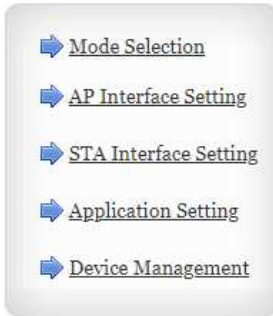 Mode Selection
AP Interface Setting
STA Interface Setting
Application Setting
Device Management